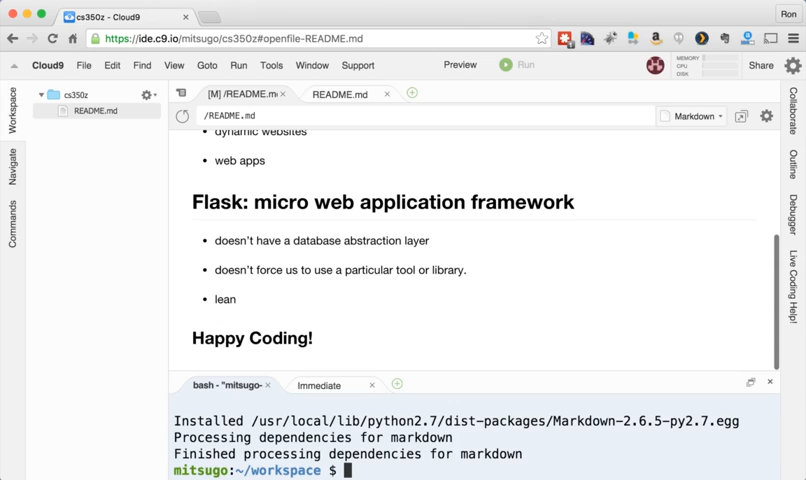 cs350z - Cloud9
Ron
https://ide.c9.io/mitsugo/cs350z#openfile-README.md
Cloud9 File Edit Find View Goto Run Tools Window Support Preview Run MEMORY CPU DISK Share
Workspace
Navigate
Commands
cs350z
README.md
[M] /README.m
README.md
/README.md
Markdown
dynamic websites
web apps
Flask: micro web application framework
doesn't have a database abstraction layer
doesn't force us to use a particular tool or library.
lean
Happy Coding!
Collaborate
Outline
Debugger
Live Coding Help!
bash - "mitsugo-
Immediate
Installed /usr/local/lib/python2.7/dist-packages/Markdown-2.6.5-py2.7.egg
Processing dependencies for markdown
Finished processing dependencies for markdown
mitsugo:~/workspace $